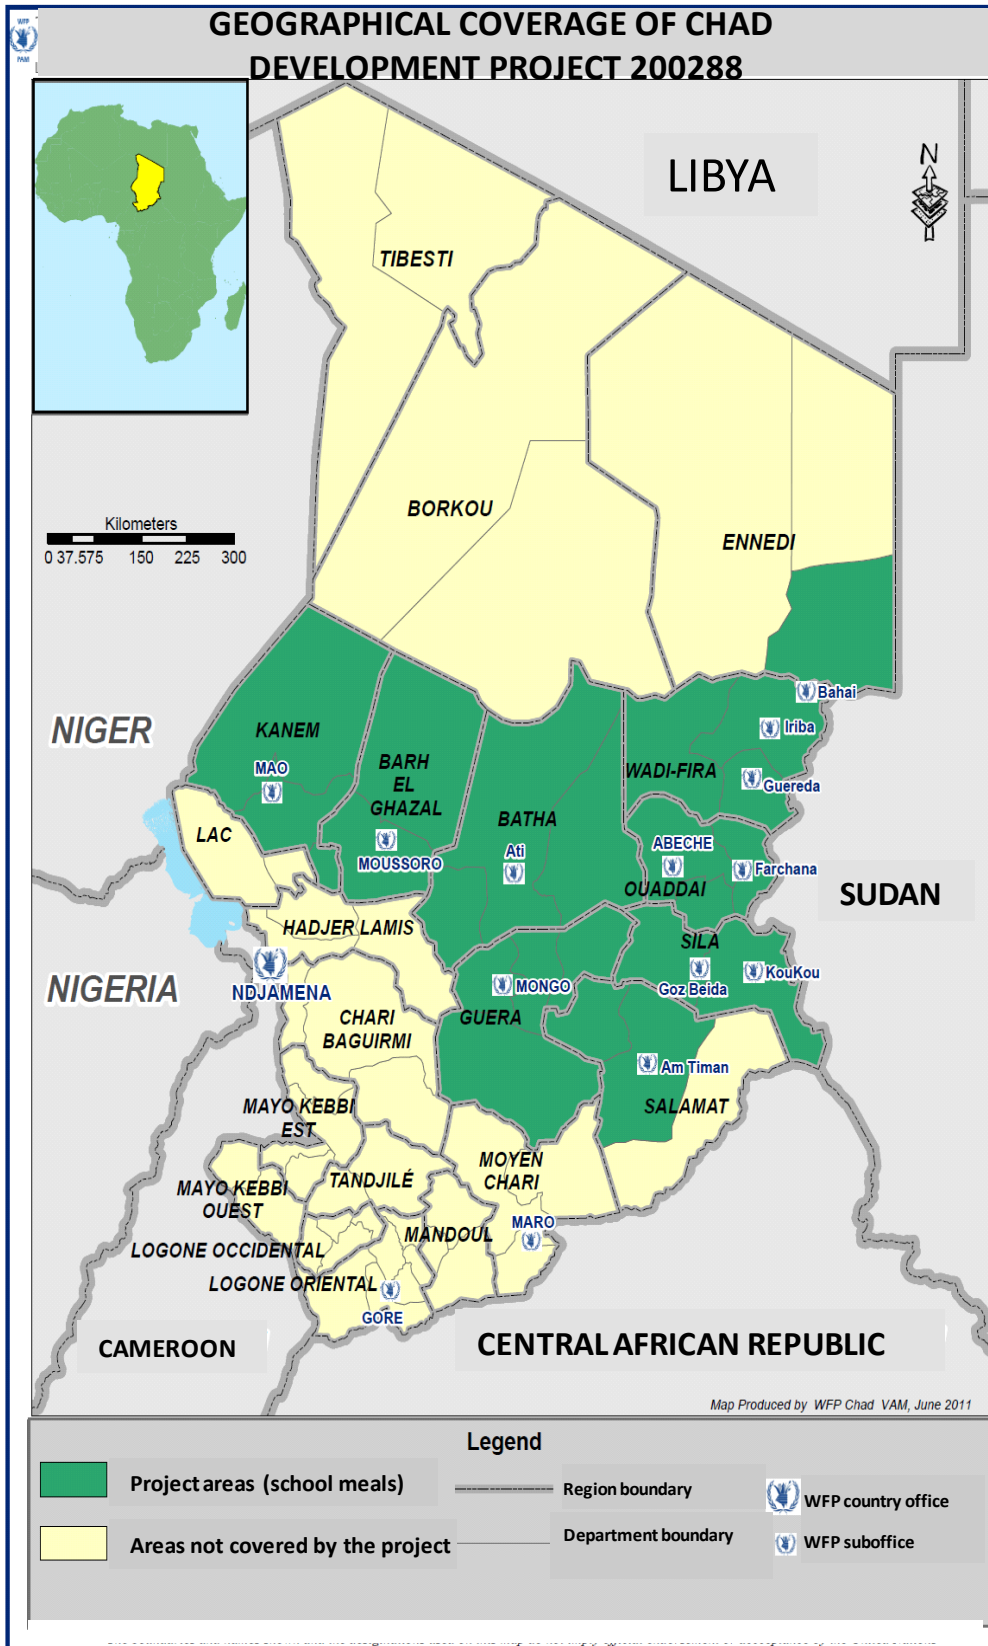 WFP
PAM
GEOGRAPHICAL COVERAGE OF CHAD
DEVELOPMENT PROJECT 200288
LIBYA
N
TIBESTI
BORKOU
ENNEDI
Kilometers
0 37.575 150 225 300
NIGER
KANEM
MAO
BARH
EL
GHAZAL
MOUSSORO
BATHA
Ati
WADI-FIRA
Bahai
Iriba
Guereda
ABECHE
Farchana
OUADDAI
LAC
SUDAN
HADJER LAMIS
SILA
Goz Beida
KouKou
NIGERIA
NDJAMENA
MONGO
GUERA
CHARI
BAGUIRMI
Am Timan
SALAMAT
MAYO KEBBI
EST
MOYEN
CHARI
TANDJILÉ
MAYO KEBBI
OUEST
MARO
MANDOUL
LOGONE OCCIDENTAL
LOGONE ORIENTAL
GORE
CAMEROON
CENTRAL AFRICAN REPUBLIC
Map Produced by WFP Chad VAM, June 2011
Legend
Project areas (school meals)
Region boundary
WFP country office
Areas not covered by the project
Department boundary
WFP suboffice